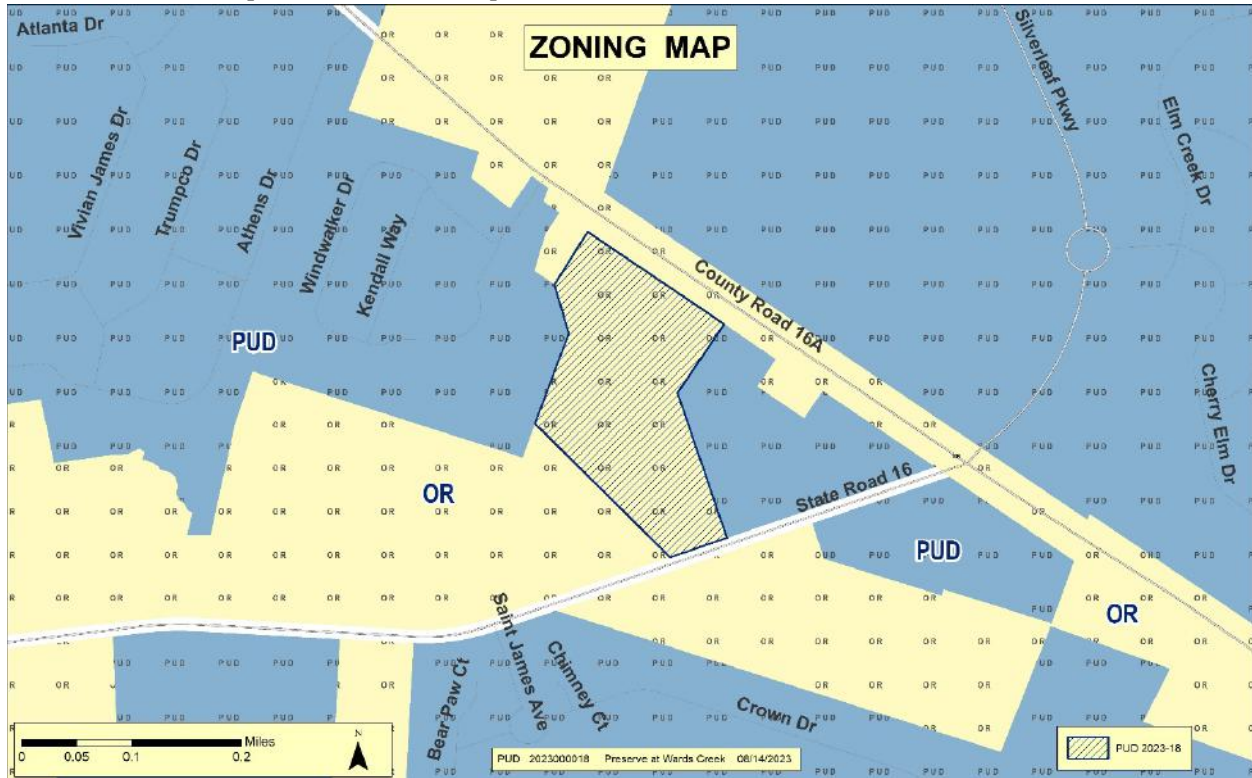 ZONING MAP
Atlanta Dr
Vivian James Dr
Trumpco Dr
Athens Dr
Windwalker Dr
Kendall Way
Silverleaf Pkwy
Elm Creek Dr
County Road 16A
PUD
Cherry Elm Dr
OR
State Road 16
PUD
OR
Saint James Ave
Chimney Ct
Bear Paw Ct
Crown Dr
Miles
0 0.05 0.1 0.2
N
PUD 2023000018 Preserve at Wards Creek 08/14/2023
PUD 2023-18